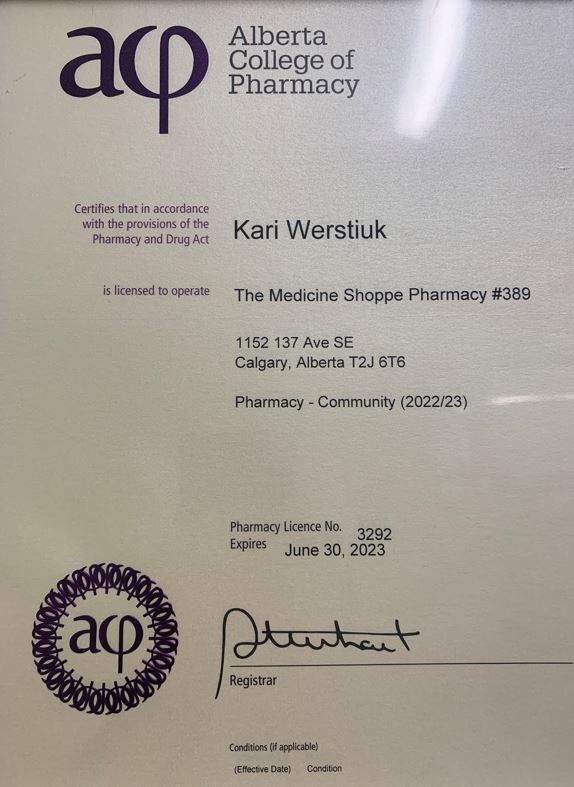 acp
Alberta
College of
Pharmacy
Certifies that in accordance
with the provisions of the
Pharmacy and Drug Act
Kari Werstiuk
is licensed to operate
The Medicine Shoppe Pharmacy #389
1152 137 Ave SE
Calgary, Alberta T2J 6T6
Pharmacy - Community (2022/23)
Pharmacy Licence No. 3292
Expires June 30, 2023
acp
Registrar
Conditions (if applicable)
(Effective Date) Condition